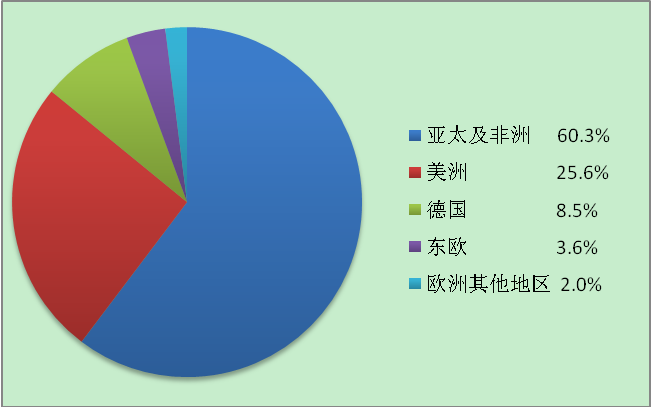 亚太及非洲 60.3%
美洲 25.6%
德国 8.5%
东欧 3.6%
欧洲其他地区 2.0%